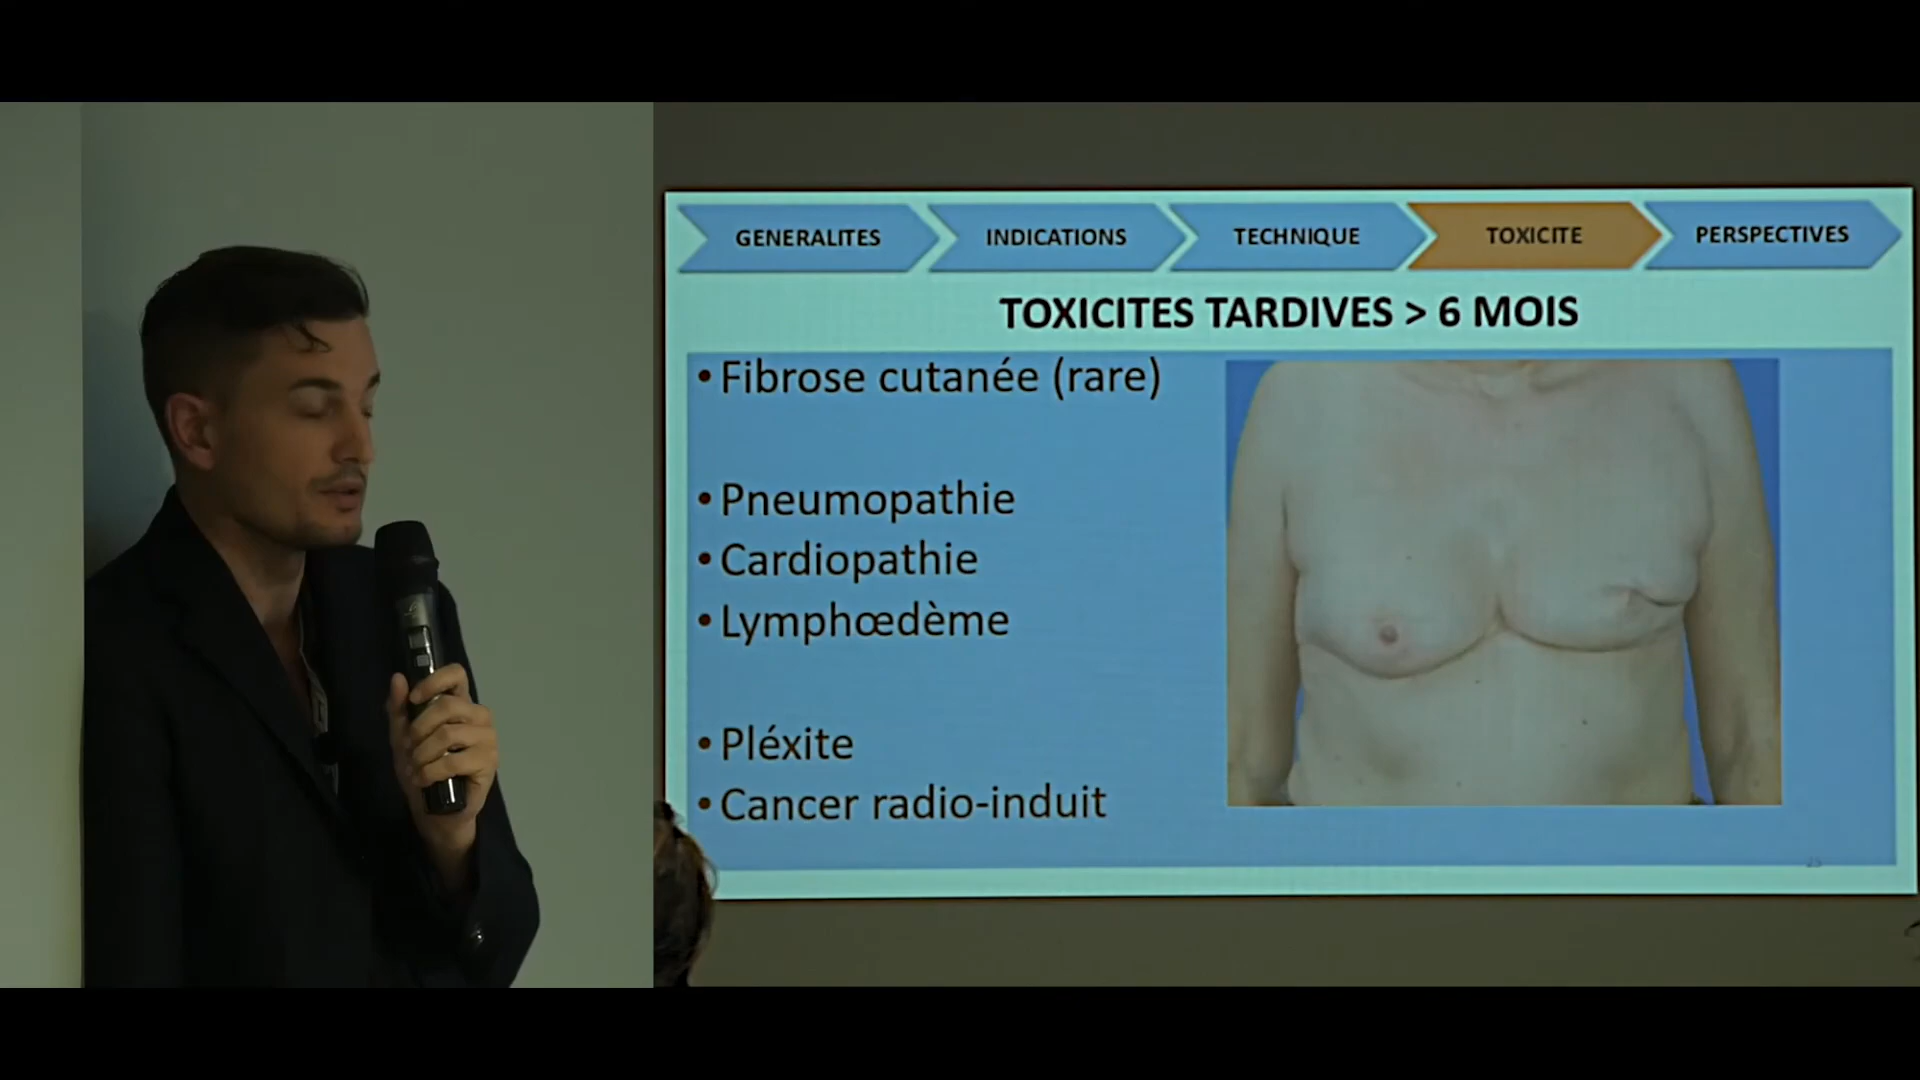 GENERALITES
INDICATIONS
TECHNIQUE
TOXICITE
PERSPECTIVES
TOXICITES TARDIVES > 6 MOIS
• Fibrose cutanée (rare)
• Pneumopathie
• Cardiopathie
• Lymphœdème
• Pléxite
• Cancer radio-induit